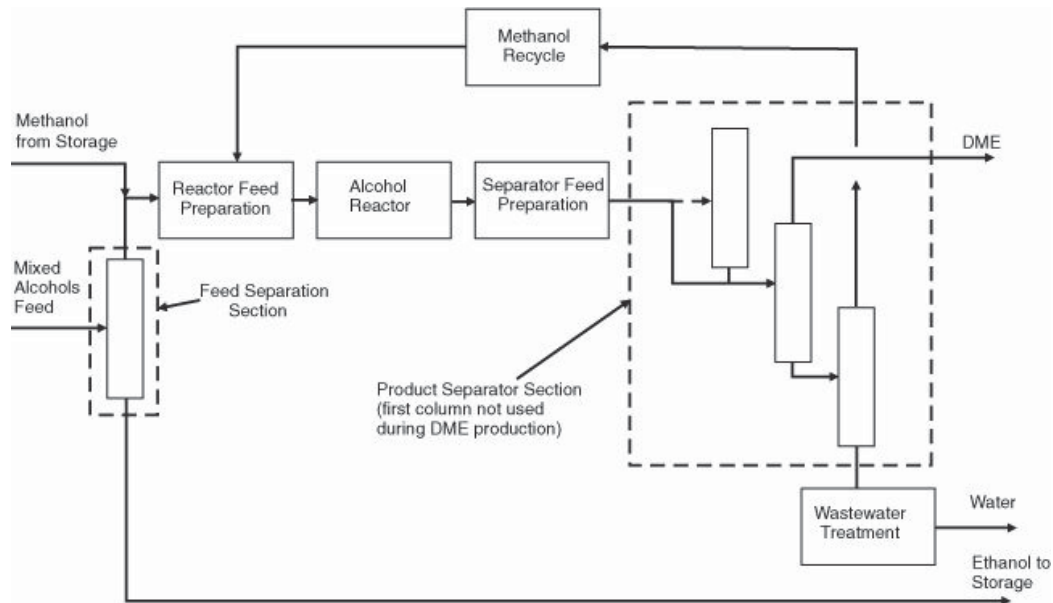 Methanol
Recycle
Methanol
from Storage
DME
Reactor Feed
Preparation
Alcohol
Reactor
Separator Feed
Preparation
Mixed
Alcohols
Feed
Feed Separation
Section
Product Separator Section
(first column not used
during DME production)
Wastewater
Treatment
Water
Ethanol to
Storage